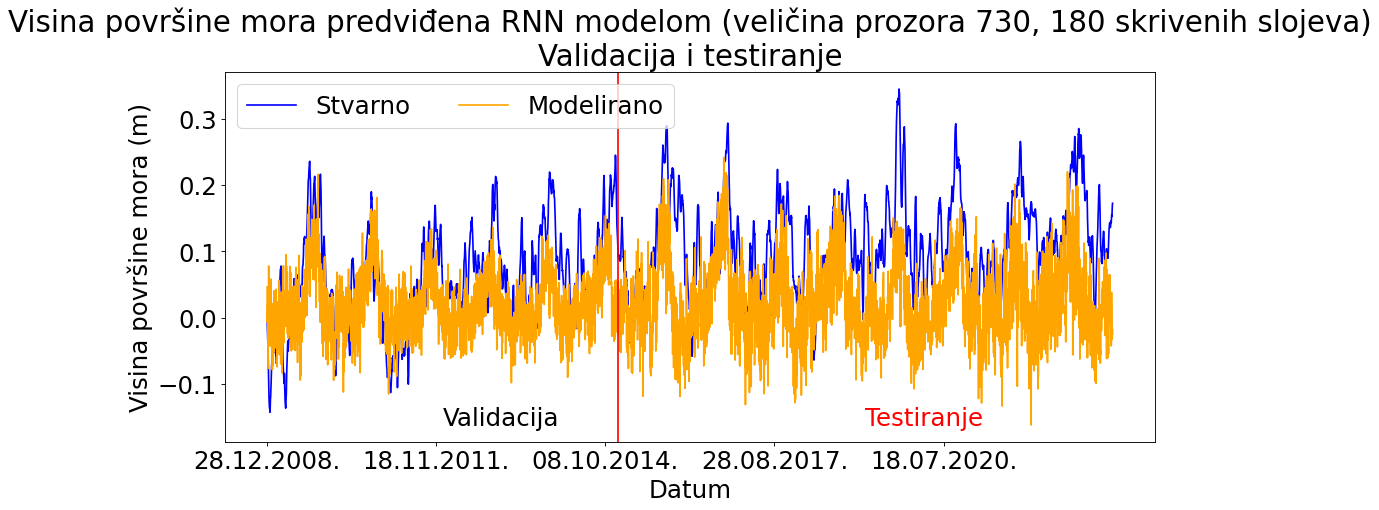 Visina površine mora predviđena RNN modelom (veličina prozora 730, 180 skrivenih slojeva)
Validacija i testiranje
Stvarno Modelirano
Visina površine mora (m)
0.3
0.2
0.1
0.0
−0.1
Validacija Testiranje
28.12.2008. 18.11.2011. 08.10.2014. 28.08.2017. 18.07.2020.
Datum